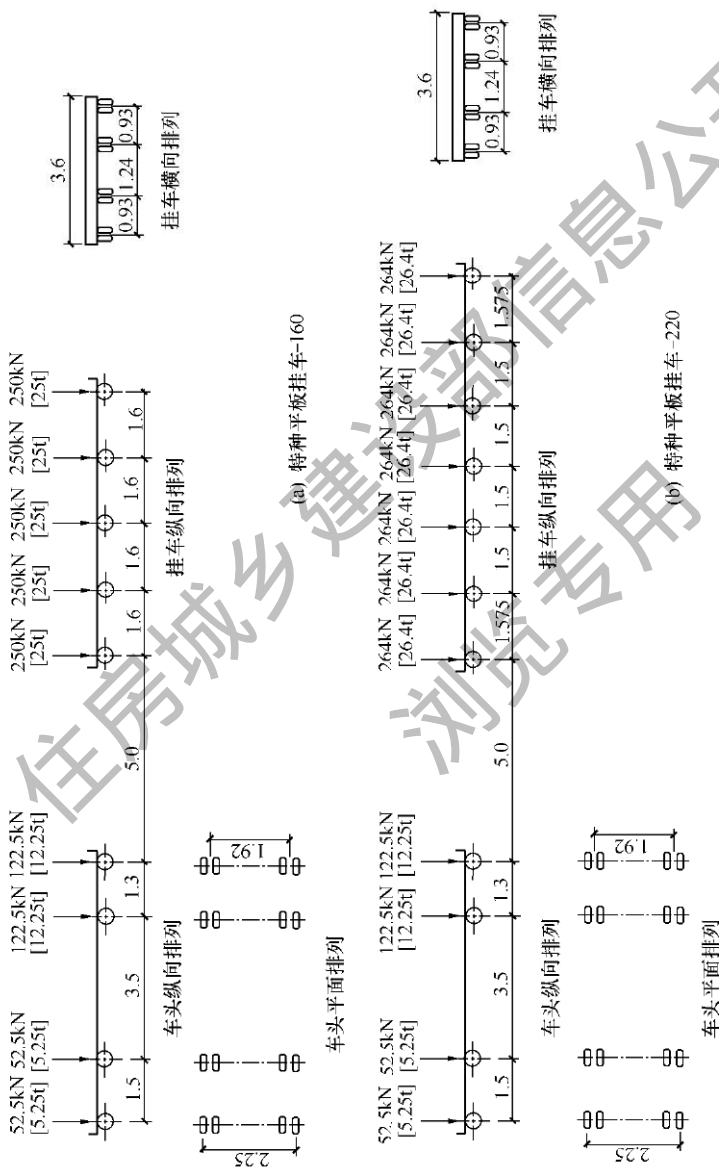 52.5kN 52.5kN 122.5kN 122.5kN 250kN 250kN 250kN 250kN 250kN
[5.25t] [5.25t] [12.25t] [12.25t] [25t] [25t] [25t] [25t] [25t]
1.5 3.5 1.3 5.0 1.6 1.6 1.6 1.6
3.6
0.93 1.24 0.93
车头纵向排列
挂车纵向排列
挂车横向排列
2.25
1.92
车头平面排列
(a) 特种平板挂车-160
52.5kN 52.5kN 122.5kN 122.5kN 264kN 264kN 264kN 264kN 264kN 264kN 264kN
[5.25t] [5.25t] [12.25t] [12.25t] [26.4t] [26.4t] [26.4t] [26.4t] [26.4t] [26.4t] [26.4t]
1.5 3.5 1.3 5.0 1.575 1.5 1.5 1.5 1.5 1.575
3.6
0.93 1.24 0.93
车头纵向排列
挂车纵向排列
挂车横向排列
2.25
1.92
车头平面排列
(b) 特种平板挂车-220
住房城乡建设部信息公
浏览专用